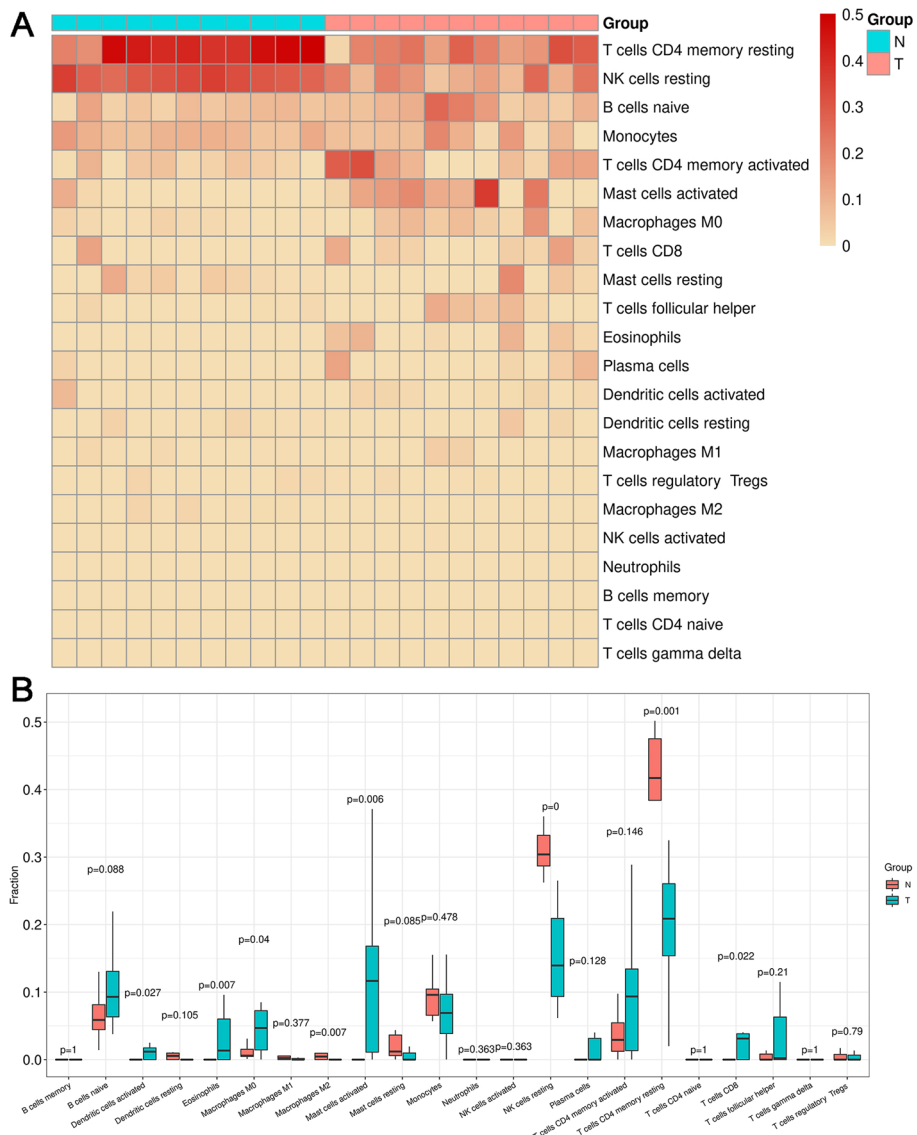 A
Group
T cells CD4 memory resting
NK cells resting
B cells naive
Monocytes
T cells CD4 memory activated
Mast cells activated
Macrophages M0
T cells CD8
Mast cells resting
T cells follicular helper
Eosinophils
Plasma cells
Dendritic cells activated
Dendritic cells resting
Macrophages M1
T cells regulatory Tregs
Macrophages M2
NK cells activated
Neutrophils
B cells memory
T cells CD4 naive
T cells gamma delta
0.5
0.4
0.3
0.2
0.1
0
Group
N
T
B
Fraction
0.5
0.4
0.3
0.2
0.1
0.0
p=1
p=0.088
p=0.027
p=0.105
p=0.007
p=0.04
p=0.377
p=0.007
p=0.006
p=0.085
p=0.478
p=0.363
p=0.363
p=0
p=0.128
p=0.146
p=0.001
p=1
p=0.022
p=0.21
p=1
p=0.79
B cells memory
B cells naive
Dendritic cells activated
Dendritic cells resting
Eosinophils
Macrophages M0
Macrophages M1
Macrophages M2
Mast cells activated
Mast cells resting
Monocytes
Neutrophils
NK cells activated
NK cells resting
Plasma cells
T cells CD4 memory activated
T cells CD4 memory resting
T cells CD4 naive
T cells CD8
T cells follicular helper
T cells gamma delta
T cells regulatory Tregs
Group
N
T